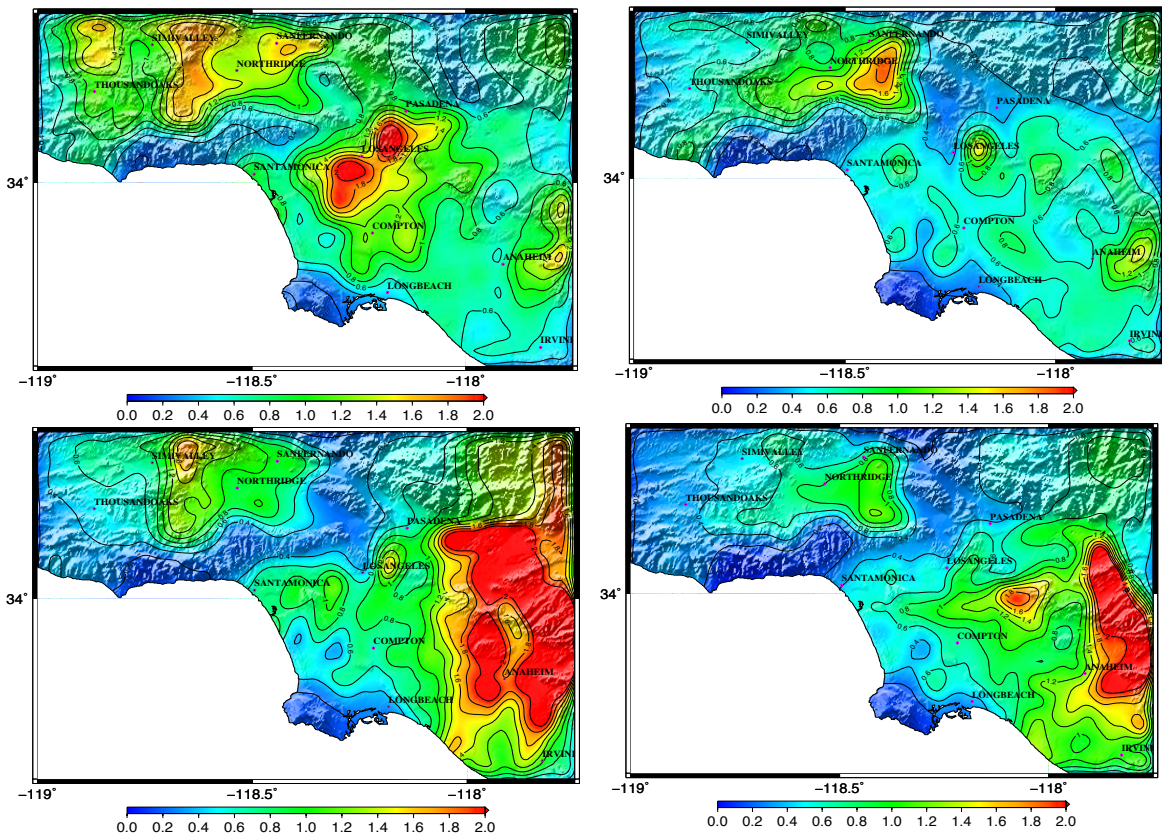 SIMIVALLEY
SANFERNANDO
NORTHRIDGE
THOUSANDOAKS
PASADENA
LOSANGELES
SANTAMONICA
34˚
COMPTON
ANAHEIM
LONGBEACH
IRVINE
−119˚ −118.5˚ −118˚
0.0 0.2 0.4 0.6 0.8 1.0 1.2 1.4 1.6 1.8 2.0
SIMIVALLEY
SANFERNANDO
NORTHRIDGE
THOUSANDOAKS
PASADENA
LOSANGELES
SANTAMONICA
34˚
COMPTON
ANAHEIM
LONGBEACH
IRVINE
−119˚ −118.5˚ −118˚
0.0 0.2 0.4 0.6 0.8 1.0 1.2 1.4 1.6 1.8 2.0
SIMIVALLEY
SANFERNANDO
NORTHRIDGE
THOUSANDOAKS
PASADENA
LOSANGELES
SANTAMONICA
34˚
COMPTON
ANAHEIM
LONGBEACH
IRVINE
−119˚ −118.5˚ −118˚
0.0 0.2 0.4 0.6 0.8 1.0 1.2 1.4 1.6 1.8 2.0
SIMIVALLEY
SANFERNANDO
NORTHRIDGE
THOUSANDOAKS
PASADENA
LOSANGELES
SANTAMONICA
34˚
COMPTON
ANAHEIM
LONGBEACH
IRVINE
−119˚ −118.5˚ −118˚
0.0 0.2 0.4 0.6 0.8 1.0 1.2 1.4 1.6 1.8 2.0